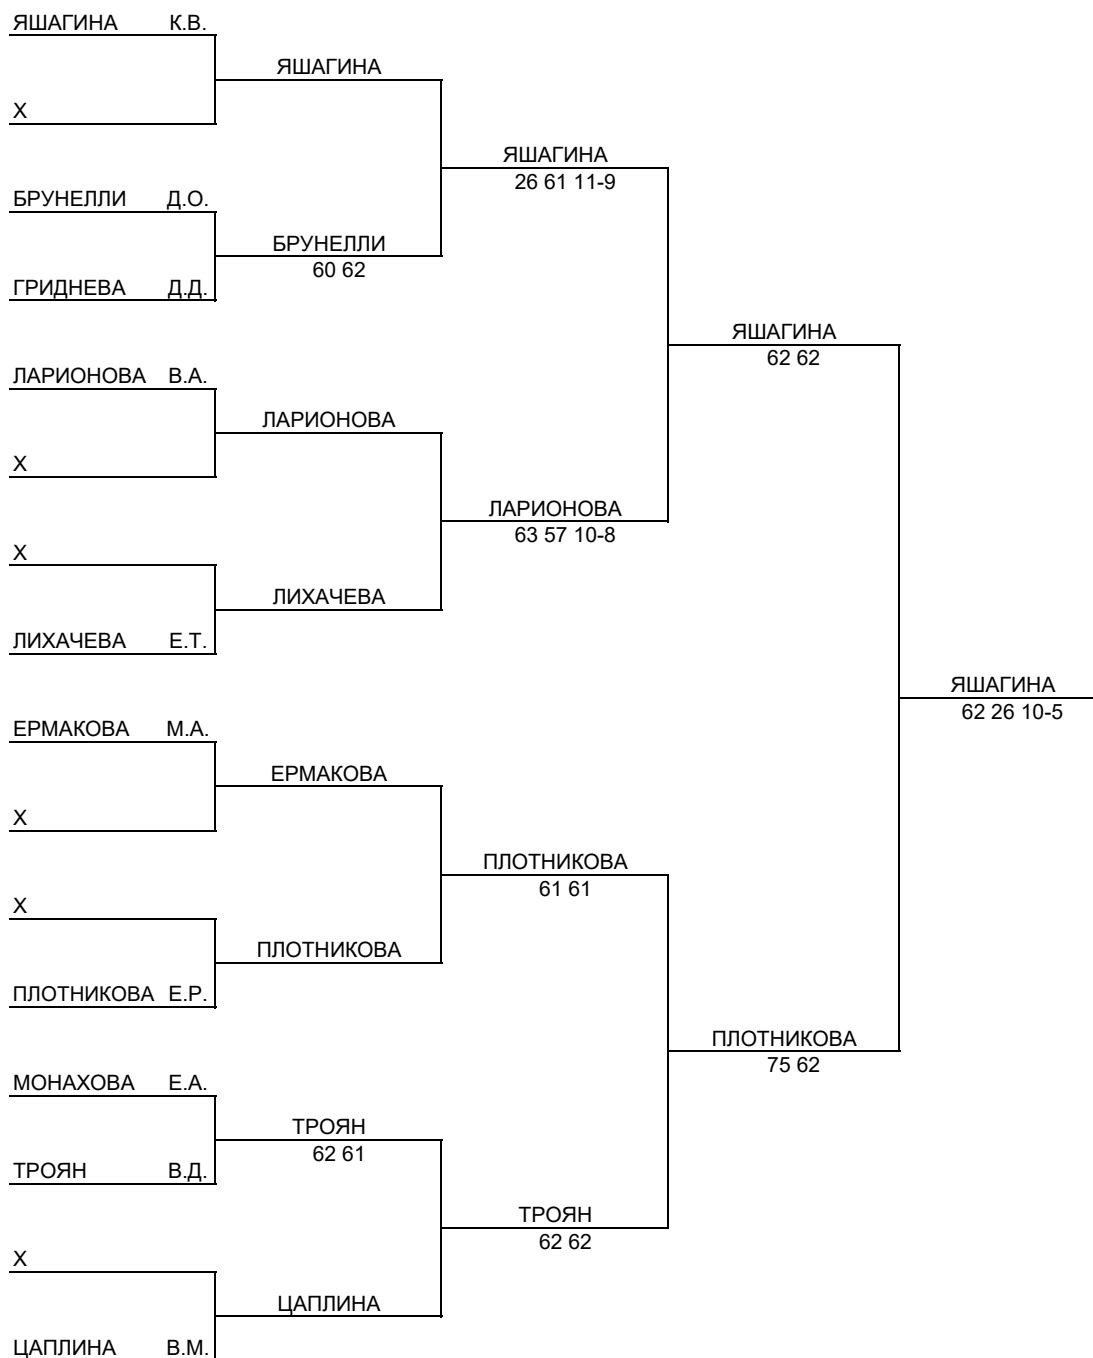 ЯШАГИНА К.В.
ЯШАГИНА
X
ЯШАГИНА
26 61 11-9
БРУНЕЛЛИ Д.О.
БРУНЕЛЛИ
60 62
ГРИДНЕВА Д.Д.
ЯШАГИНА
62 62
ЛАРИОНОВА В.А.
ЛАРИОНОВА
X
ЛАРИОНОВА
63 57 10-8
X
ЛИХАЧЕВА
ЛИХАЧЕВА Е.Т.
ЯШАГИНА
62 26 10-5
ЕРМАКОВА М.А.
ЕРМАКОВА
X
ПЛОТНИКОВА
61 61
X
ПЛОТНИКОВА
ПЛОТНИКОВА Е.Р.
ПЛОТНИКОВА
75 62
МОНАХОВА Е.А.
ТРОЯН
62 61
ТРОЯН В.Д.
ТРОЯН
62 62
X
ЦАПЛИНА
ЦАПЛИНА В.М.